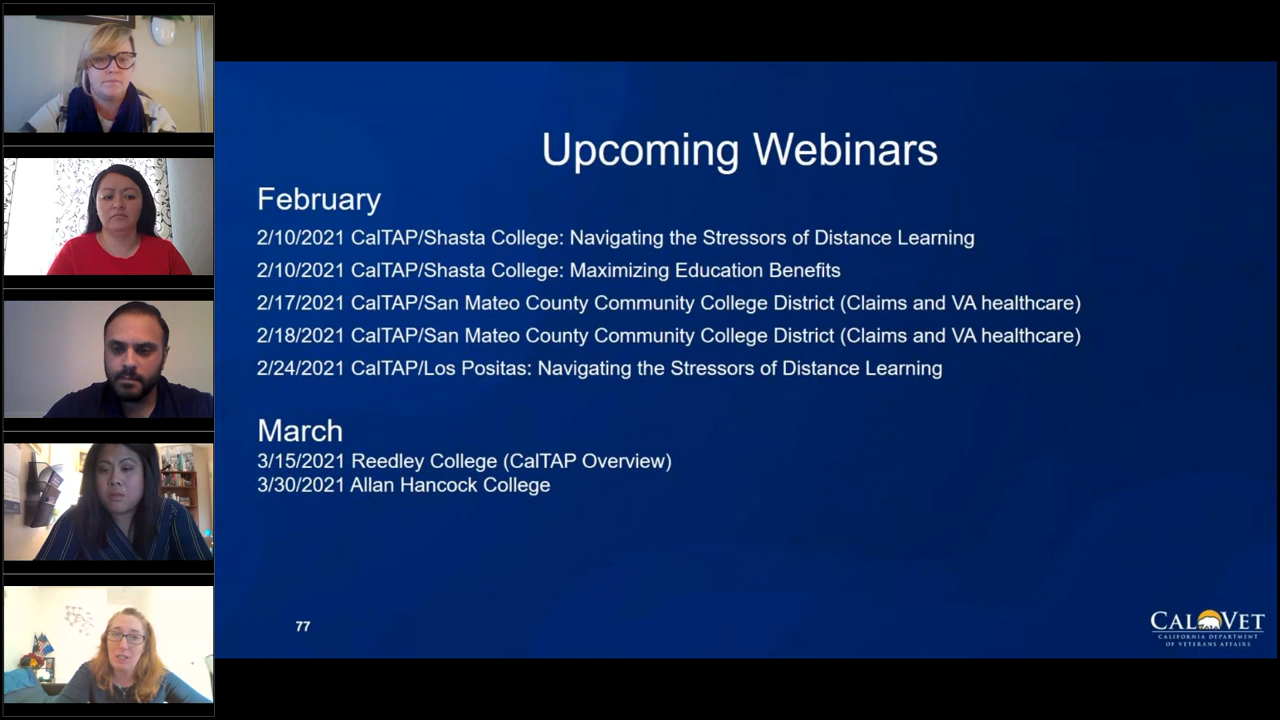 Upcoming Webinars
February
2/10/2021 CalTAP/Shasta College: Navigating the Stressors of Distance Learning
2/10/2021 CalTAP/Shasta College: Maximizing Education Benefits
2/17/2021 CalTAP/San Mateo County Community College District (Claims and VA healthcare)
2/18/2021 CalTAP/San Mateo County Community College District (Claims and VA healthcare)
2/24/2021 CalTAP/Los Positas: Navigating the Stressors of Distance Learning
March
3/15/2021 Reedley College (CalTAP Overview)
3/30/2021 Allan Hancock College
77
CALVET
CALIFORNIA DEPARTMENT
OF VETERANS AFFAIRS